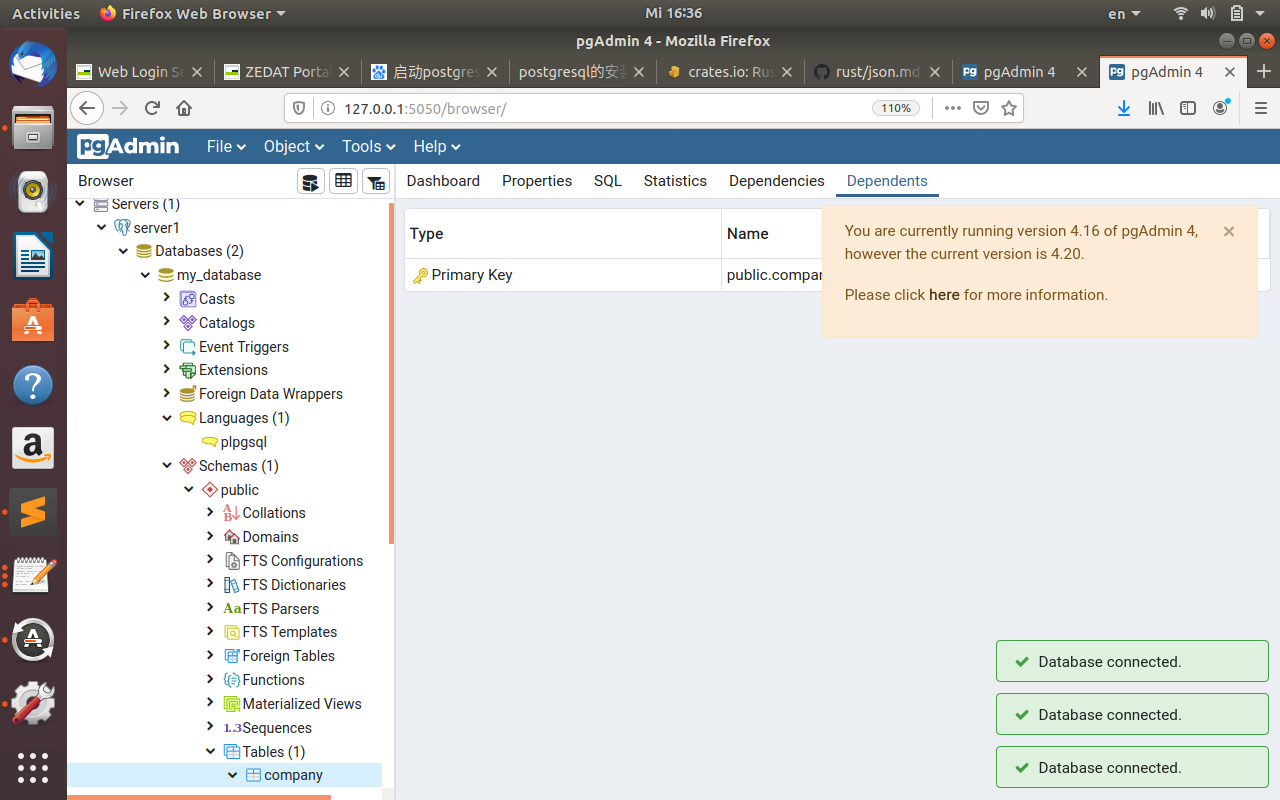 Activities
Firefox Web Browser
Mi 16:36
en
pgAdmin 4 - Mozilla Firefox
Web Login Se
ZEDAT Portal
启动postgres
postgresql的安装
crates.io: Rus
rust/json.md
pgAdmin 4
pgAdmin 4
127.0.0.1:5050/browser/
110%
pgAdmin
File
Object
Tools
Help
Browser
Dashboard
Properties
SQL
Statistics
Dependencies
Dependents
Servers (1)
server1
Databases (2)
my_database
Casts
Catalogs
Event Triggers
Extensions
Foreign Data Wrappers
Languages (1)
plpgsql
Schemas (1)
public
Collations
Domains
FTS Configurations
FTS Dictionaries
FTS Parsers
FTS Templates
Foreign Tables
Functions
Materialized Views
1.3 Sequences
Tables (1)
company
Type
Name
Primary Key
public.compan
You are currently running version 4.16 of pgAdmin 4,
however the current version is 4.20.
Please click here for more information.
Database connected.
Database connected.
Database connected.